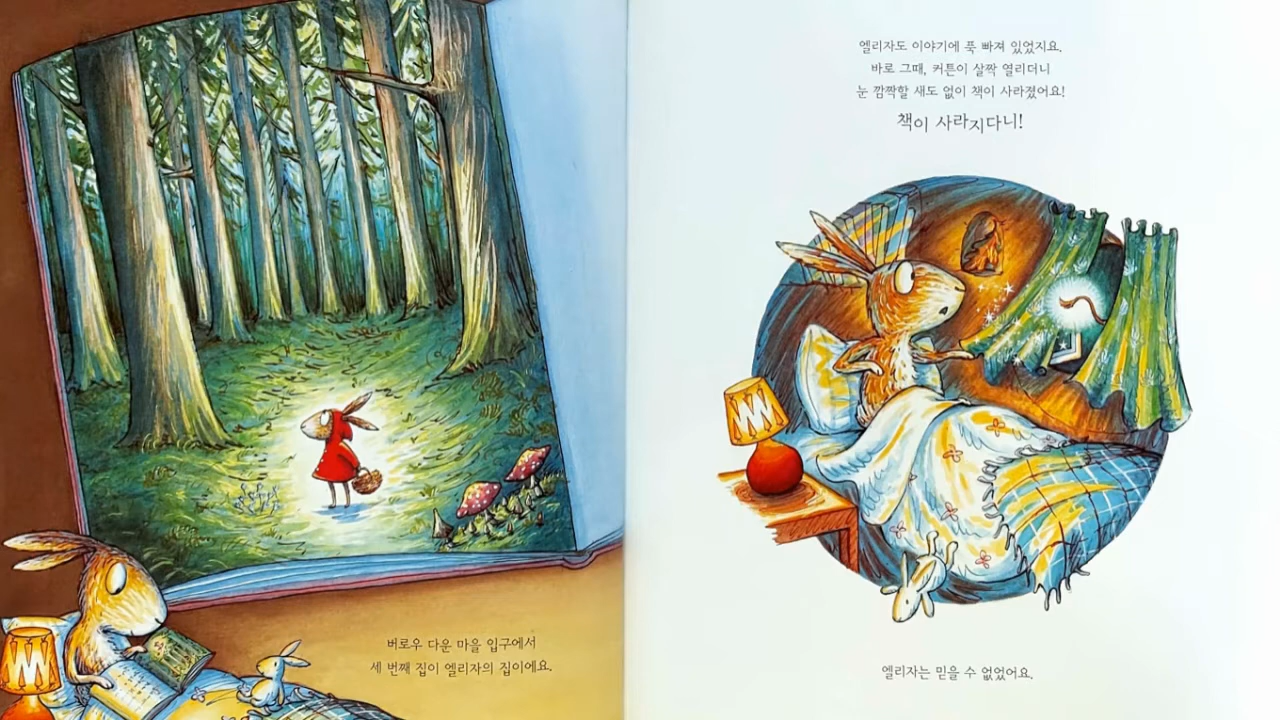 버로우 다운 마을 입구에서
세 번째 집이 엘리자의 집이에요.
엘리자도 이야기에 푹 빠져 있었지요.
바로 그때, 커튼이 살짝 열리더니
눈 깜짝할 새도 없이 책이 사라졌어요!
책이 사라지다니!
엘리자는 믿을 수 없었어요.